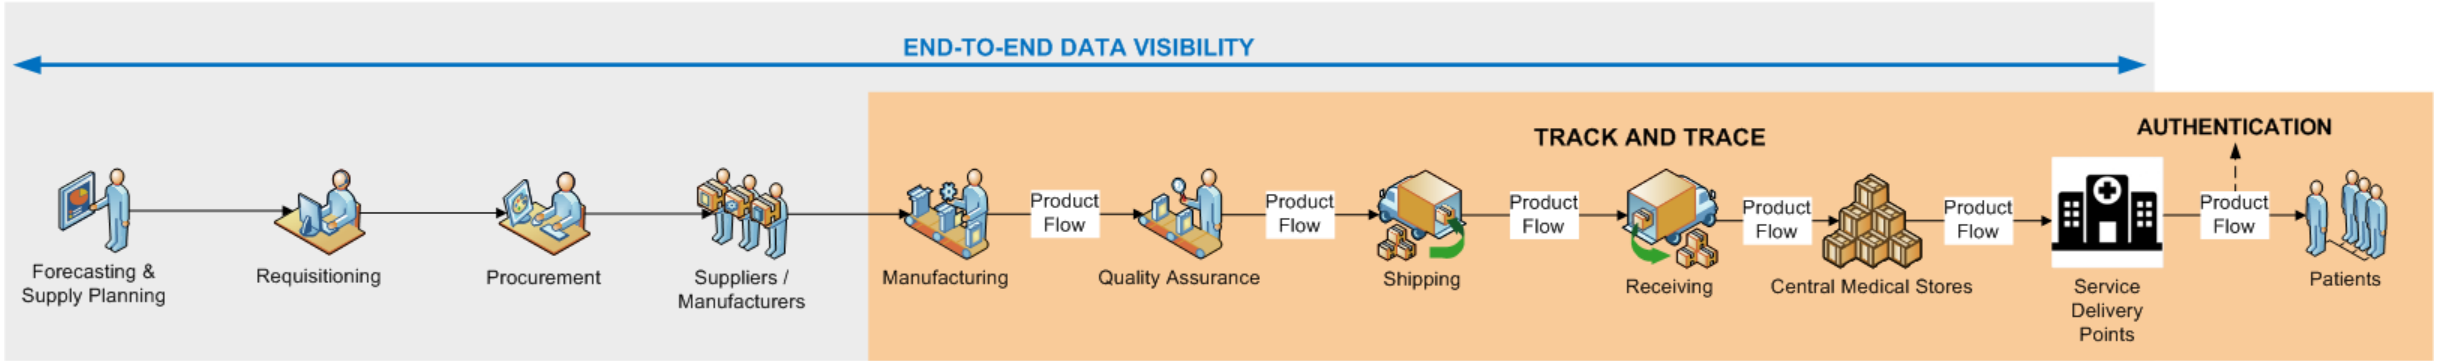 END-TO-END DATA VISIBILITY
TRACK AND TRACE
AUTHENTICATION
Forecasting &
Supply Planning
Requisitioning
Procurement
Suppliers /
Manufacturers
Manufacturing
Product
Flow
Quality Assurance
Product
Flow
Shipping
Product
Flow
Receiving
Product
Flow
Central Medical Stores
Product
Flow
Service
Delivery
Points
Product
Flow
Patients